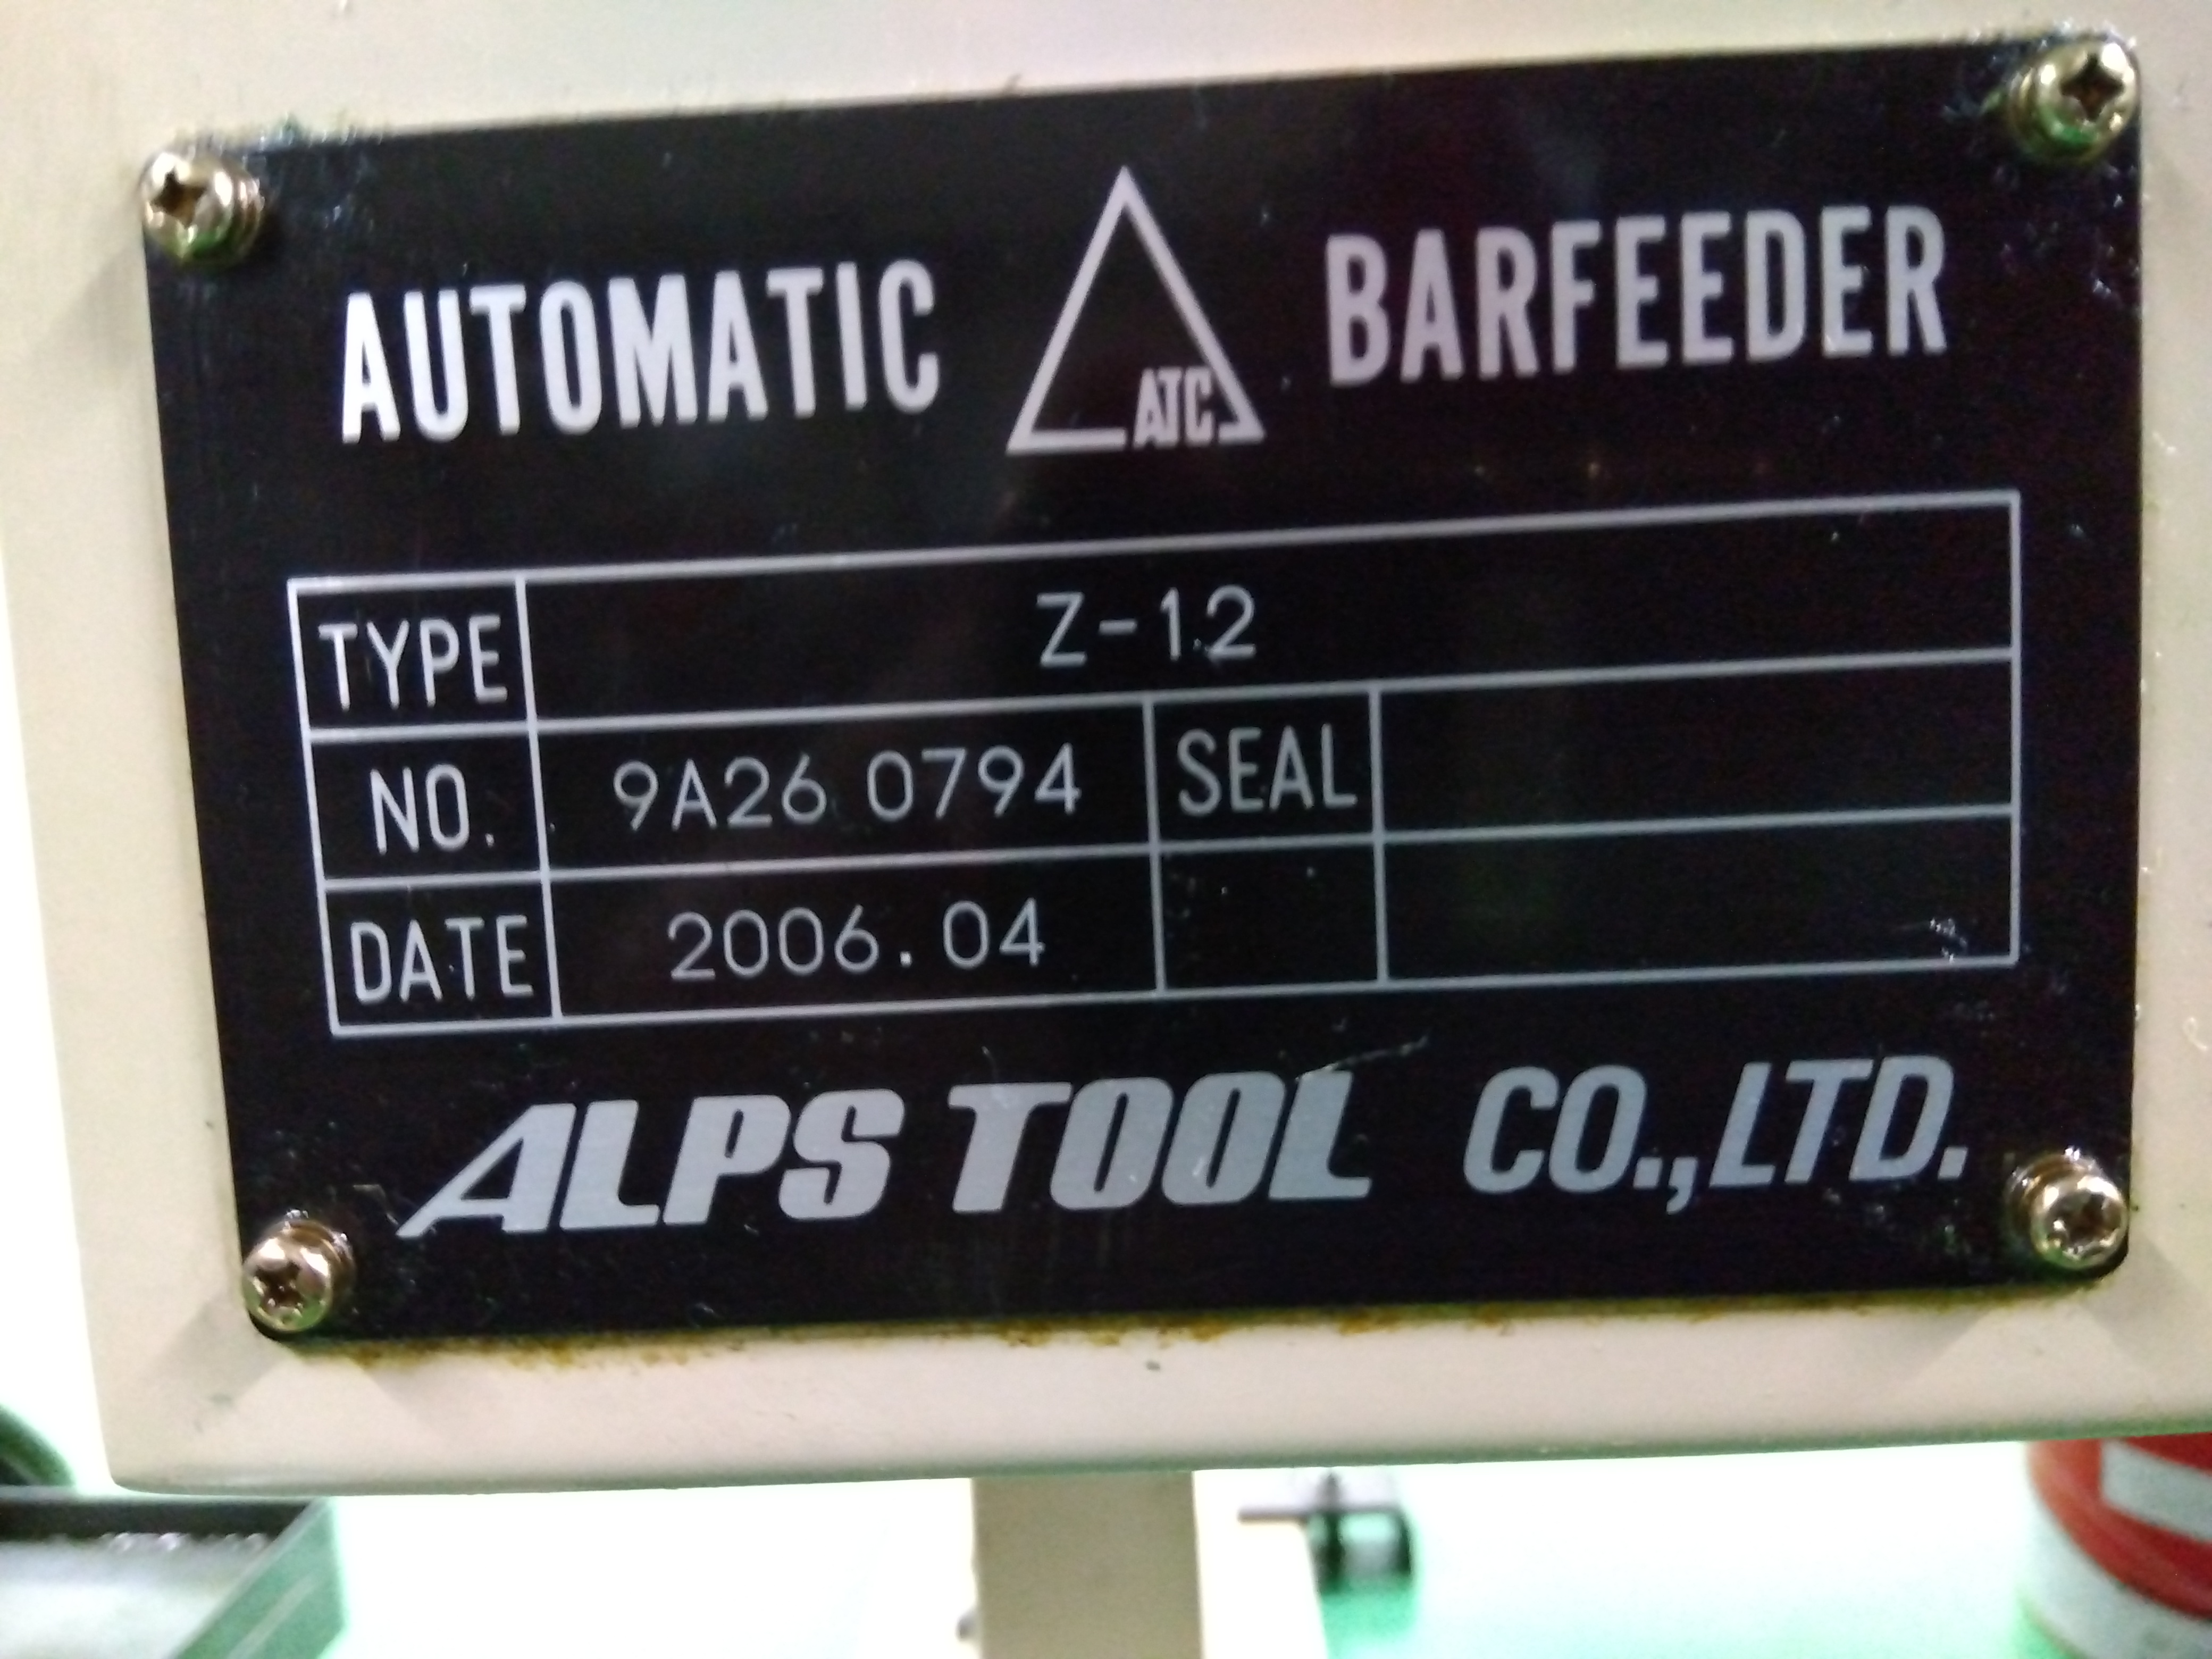 AUTOMATIC ATC BARFEEDER
TYPE Z-12
NO. 9A26 0794 SEAL
DATE 2006.04
ALPS TOOL CO.,LTD.